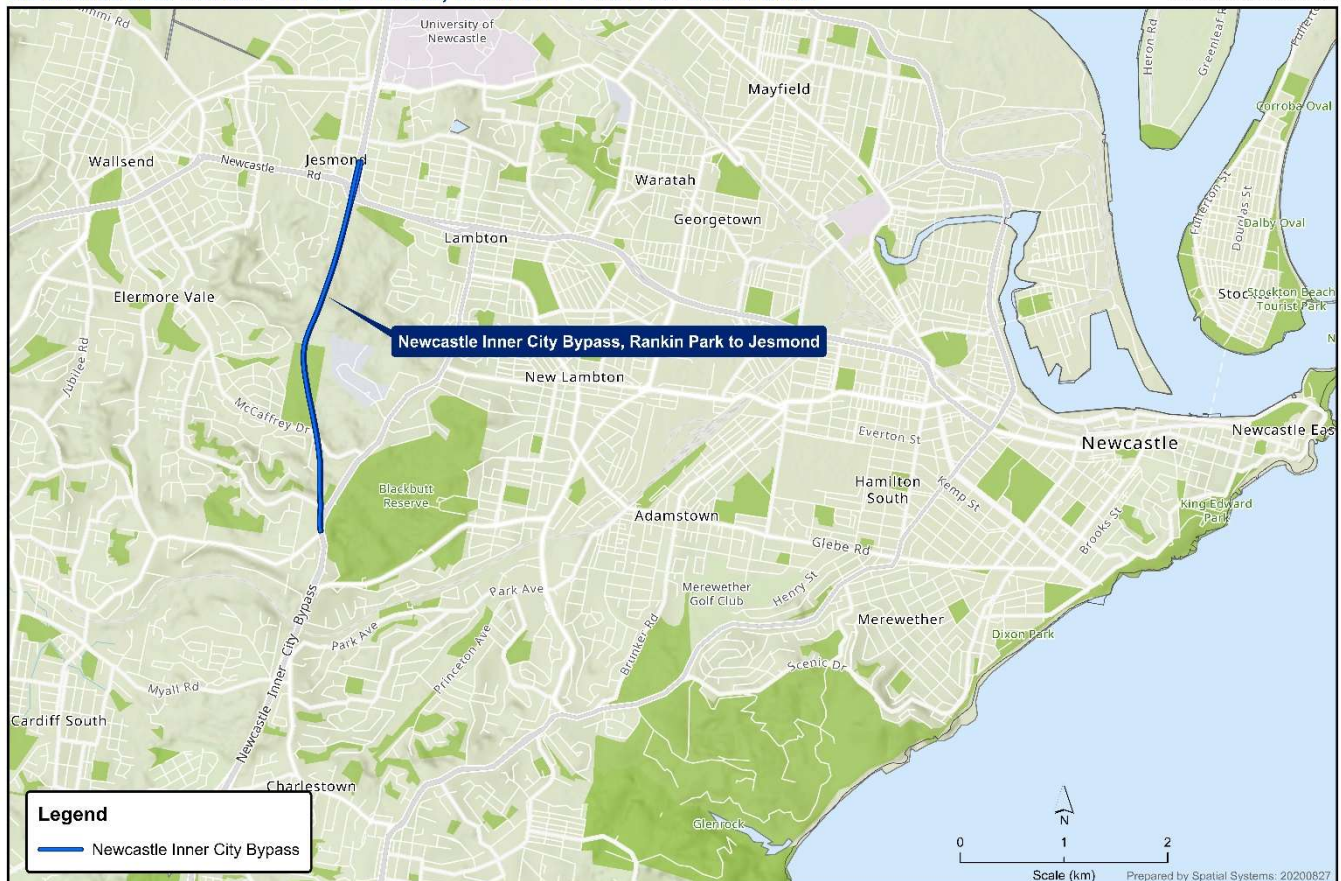 University of
Newcastle
Heron Rd
Greenleaf R
Mayfield
Corroba Oval
Wallsend
Newcastle
Rd
Jesmond
Waratah
Georgetown
Fullerton St
Douglas St
Dalby Oval
Lambton
Elermore Vale
Stockton Beach
Tourist Park
Newcastle Inner City Bypass, Rankin Park to Jesmond
Jubilee Rd
New Lambton
McCaffrey Dr
Everton St
Newcastle
Newcastle Eas
Blackbutt
Reserve
Hamilton
South
Kemp St
King Edward
Park
Adamstown
Brooks St
Glebe Rd
Park Ave
Merewether
Golf Club
Henry St
Merewether
Park Ave
Princeton Ave
Brunker Rd
Dixon Park
Scenic Dr
Myall Rd
Newcastle Inner City Bypass
Cardiff South
Charlestown
Glenrock
Legend
Newcastle Inner City Bypass
N
0 1 2
Scale (km)
Prepared by Spatial Systems: 20200827